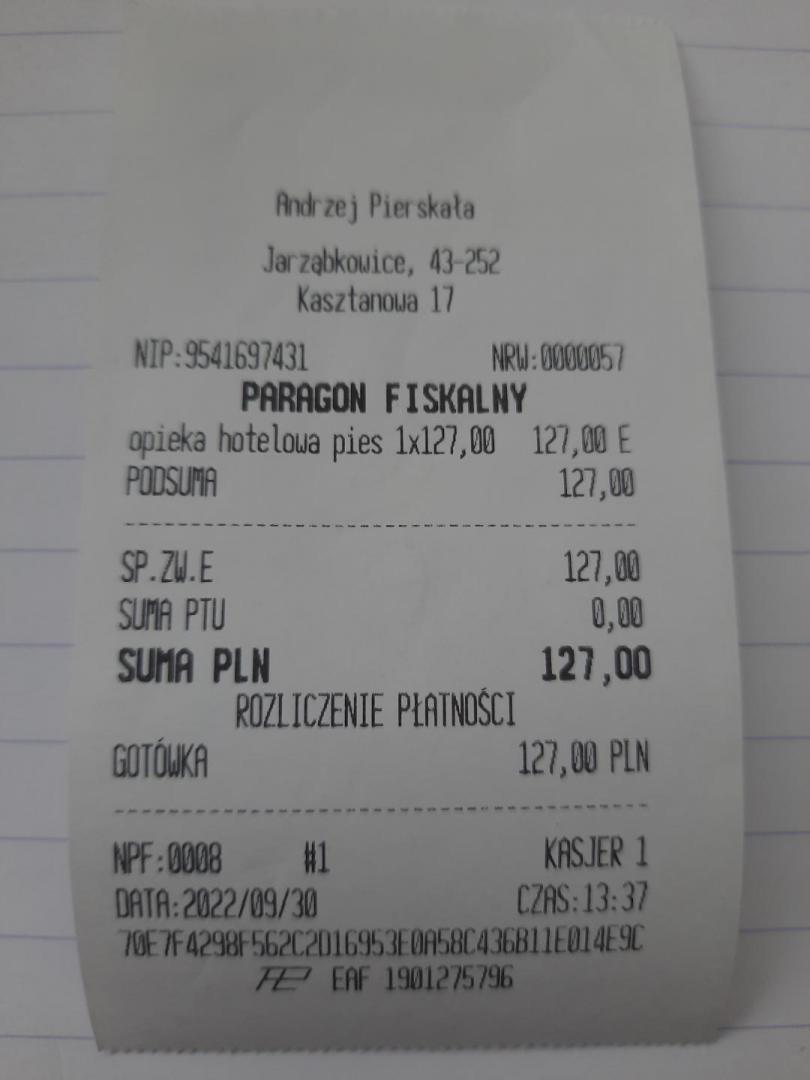 Andrzej Pierskała
Jarząbkowice, 43-252
Kasztanowa 17
NIP:9541697431 NRW:0000057
PARAGON FISKALNY
opieka hotelowa pies 1x127,00 127,00 E
PODSUMA 127,00
SP.ZW.E 127,00
SUMA PTU 0,00
SUMA PLN 127,00
ROZLICZENIE PŁATNOŚCI
GOTÓWKA 127,00 PLN
NPF:0008 #1 KASJER 1
DATA:2022/09/30 CZAS:13:37
70E7F4298F562C2D16953E0A58C436B11E014E9C
EAF 1901275796